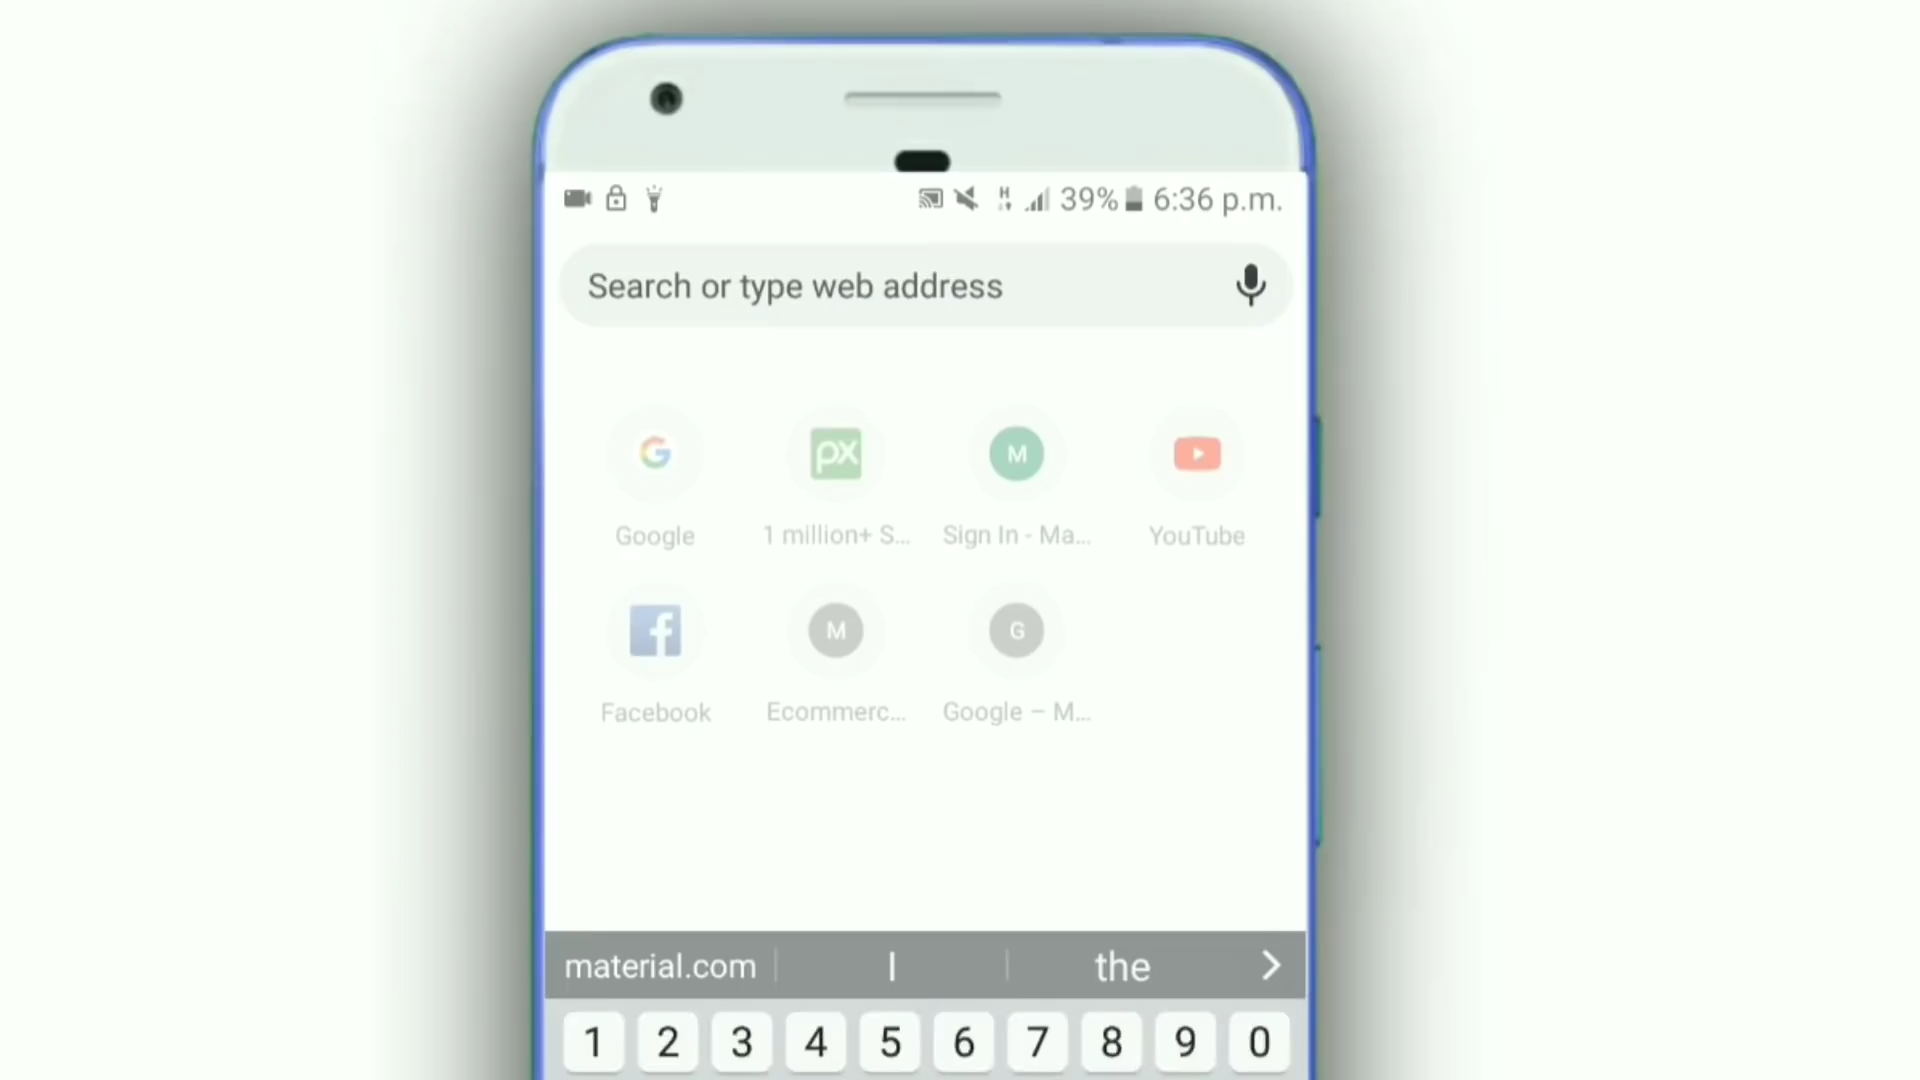 H 39% 6:36 p.m.
Search or type web address
G px M
Google 1 million+ S... Sign In - Ma... YouTube
f M G
Facebook Ecommerc... Google – M...
material.com I the
1 2 3 4 5 6 7 8 9 0